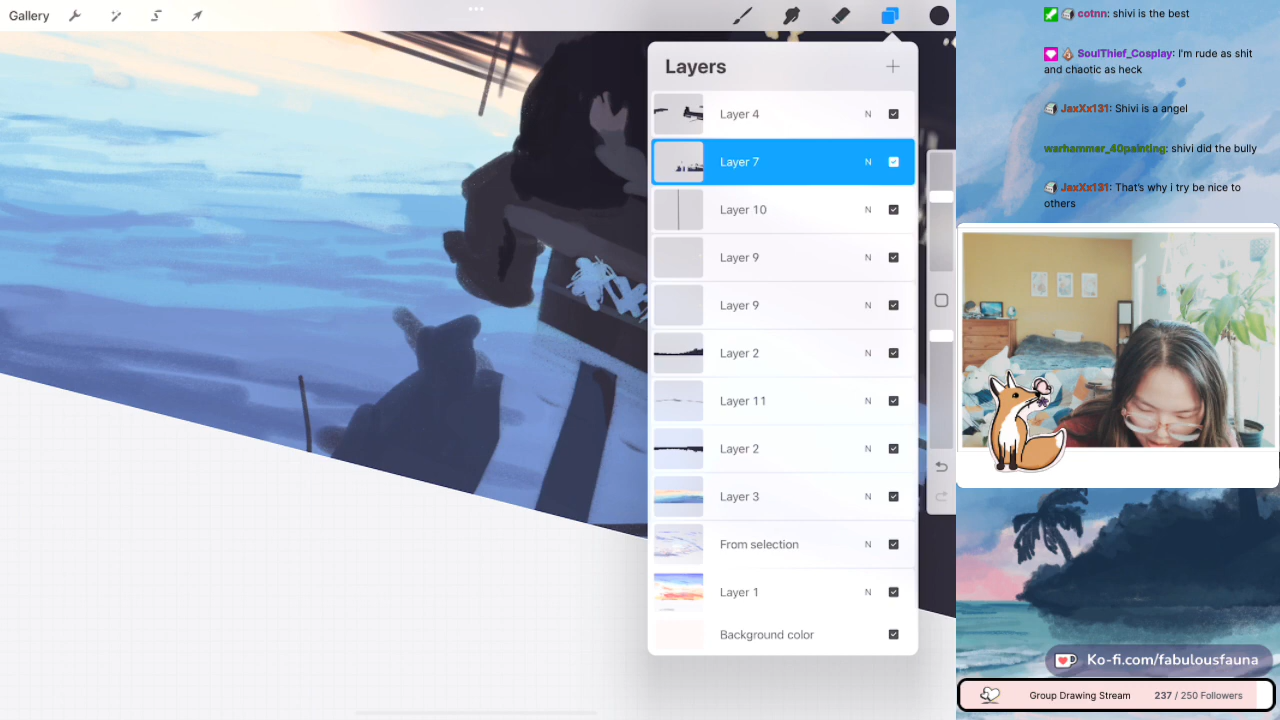 Gallery
Layers
Layer 4 N
Layer 7 N
Layer 10 N
Layer 9 N
Layer 9 N
Layer 2 N
Layer 11 N
Layer 2 N
Layer 3 N
From selection N
Layer 1 N
Background color
cotnn: shivi is the best
SoulThief_Cosplay: I'm rude as shit
and chaotic as heck
JaxXx131: Shivi is a angel
warhammer_40painting: shivi did the bully
JaxXx131: That's why i try be nice to
others
Ko-fi.com/fabulousfauna
Group Drawing Stream 237 / 250 Followers